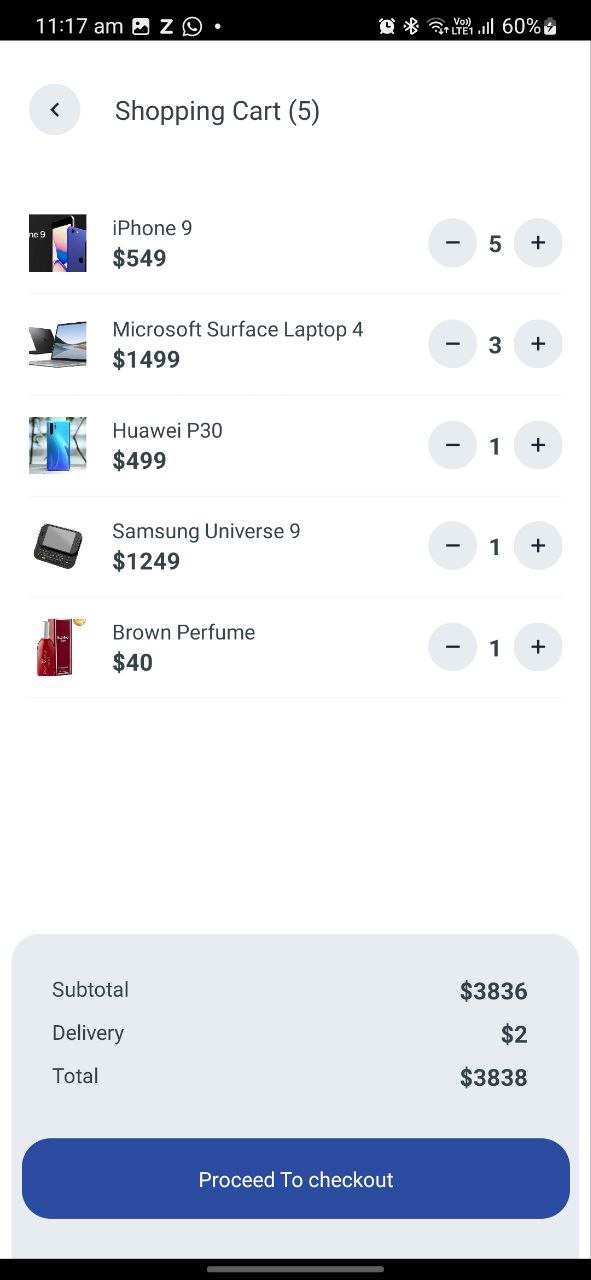 11:17 am Z Vo)) LTE1 60%
Shopping Cart (5)
ne 9
iPhone 9
$549
− 5 +
Microsoft Surface Laptop 4
$1499
− 3 +
Huawei P30
$499
− 1 +
Samsung Universe 9
$1249
− 1 +
Brown Perfume
$40
− 1 +
Subtotal $3836
Delivery $2
Total $3838
Proceed To checkout